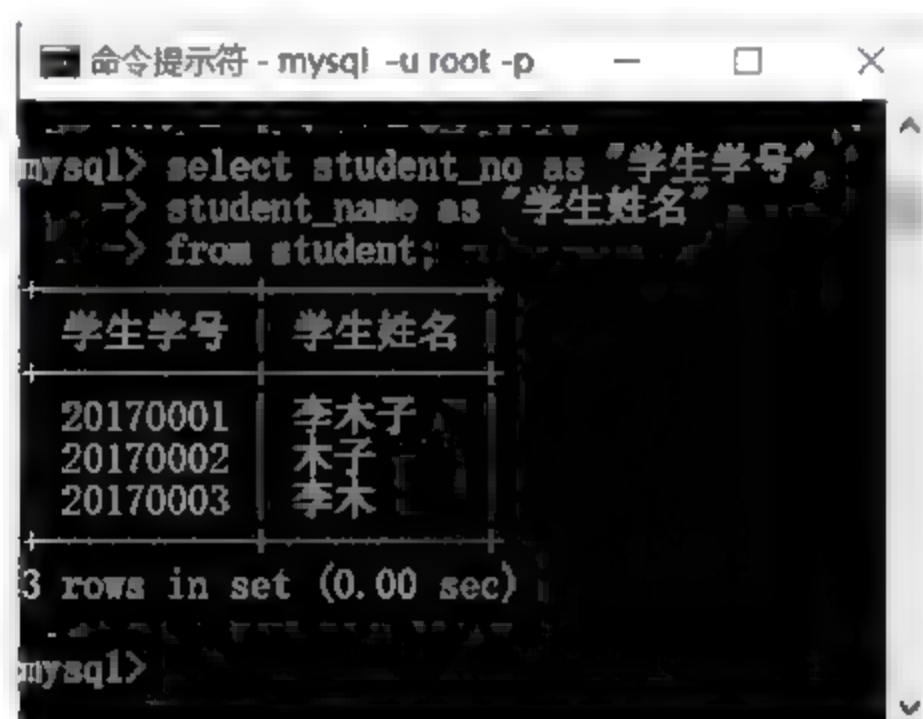 命令提示符 - mysql -u root -p
mysql> select student_no as "学生学号",
-> student_name as "学生姓名"
-> from student;
学生学号 | 学生姓名 |
20170001 | 李木子
20170002 | 木子
20170003 | 李木
3 rows in set (0.00 sec)
mysql>